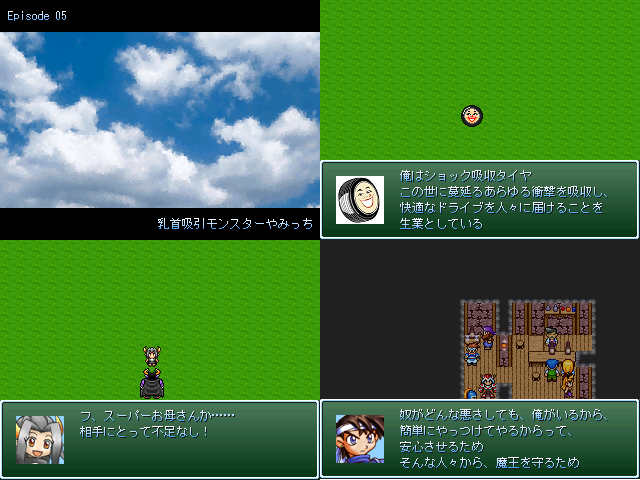 Episode 05
乳首吸引モンスターやみっち
俺はショック吸収タイヤ
この世に蔓延るあらゆる衝撃を吸収し、
快適なドライブを人々に届けることを
生業としている
フ、スーパーお母さんか……
相手にとって不足なし！
奴がどんな悪さしても、俺がいるから、
簡単にやっつけてやるからって、
安心させるため
そんな人々から、魔王を守るため